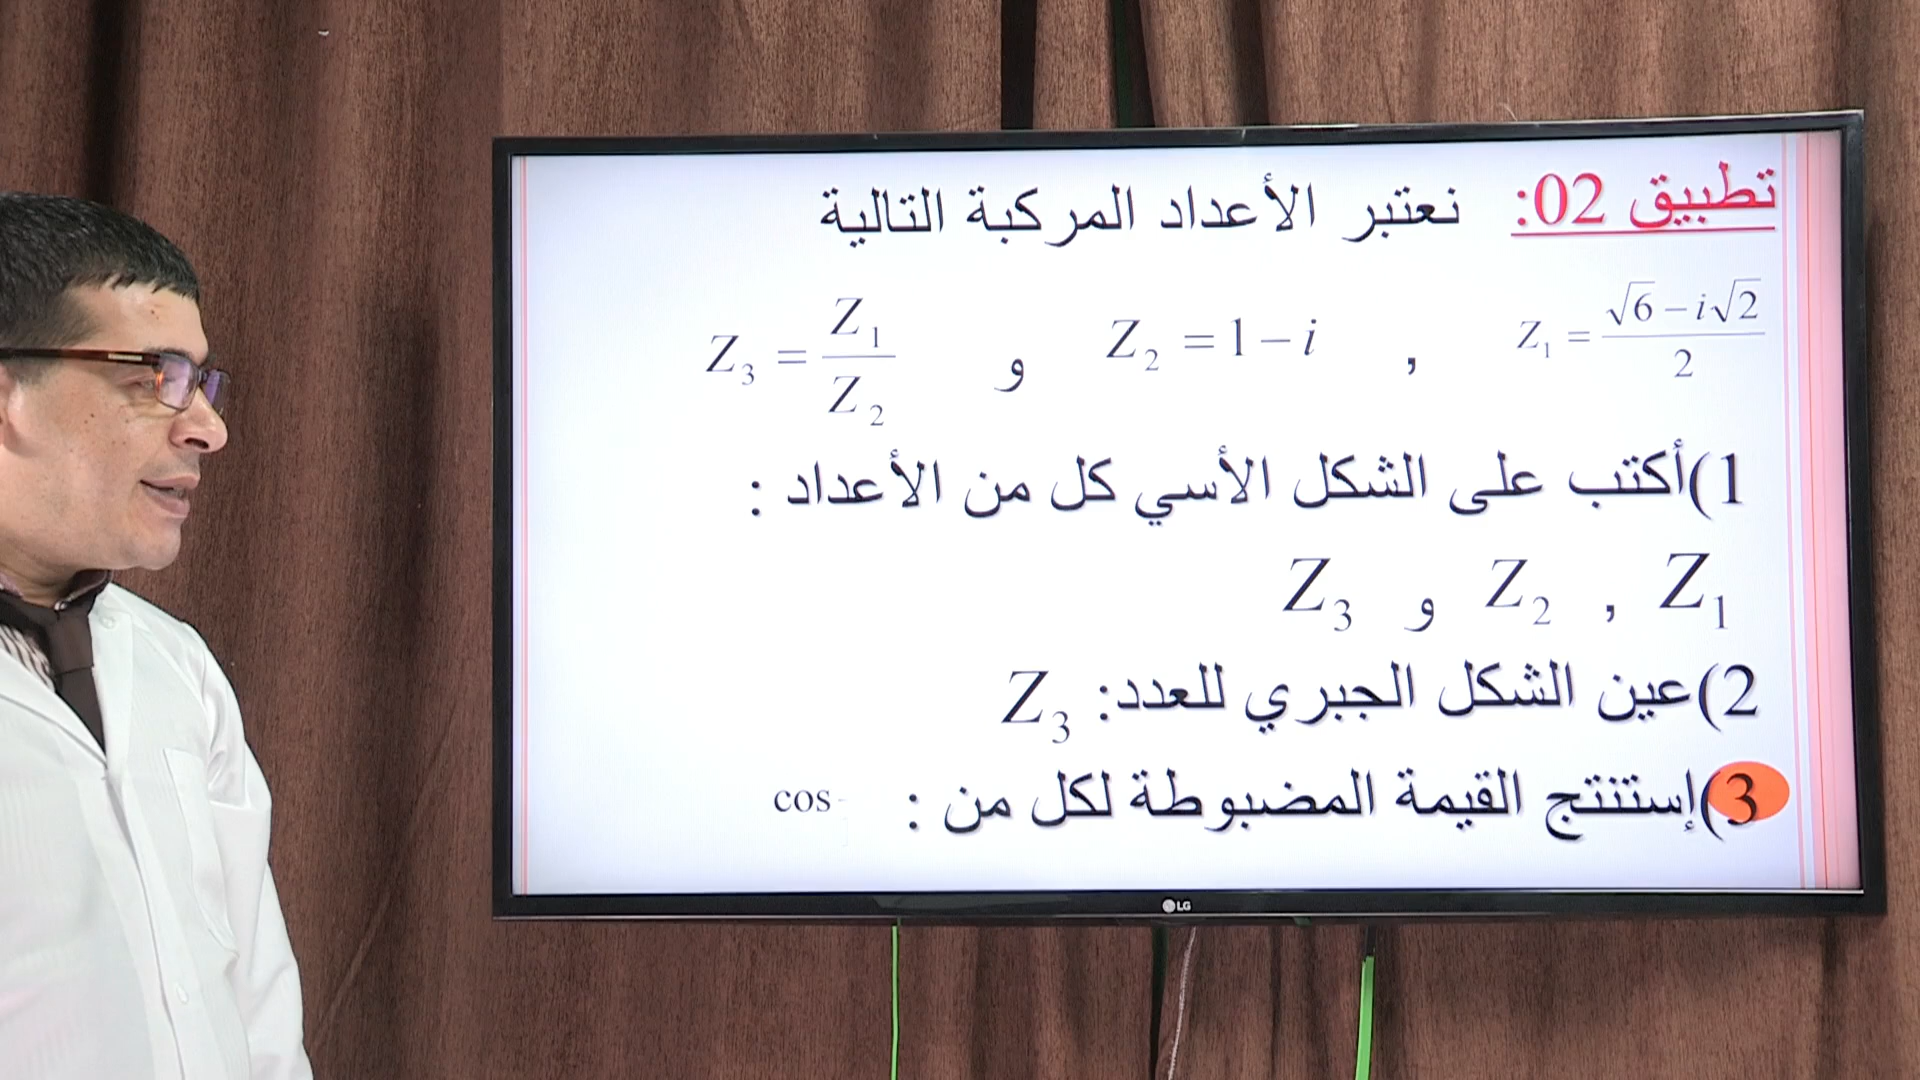 تطبيق 02: نعتبر الأعداد المركبة التالية
Z₁ = (√6 − i√2)/2 , Z₂ = 1 − i و Z₃ = Z₁/Z₂
1)أكتب على الشكل الأسي كل من الأعداد :
Z₁ , Z₂ و Z₃
2)عين الشكل الجبري للعدد: Z₃
3)إستنتج القيمة المضبوطة لكل من : cos
LG